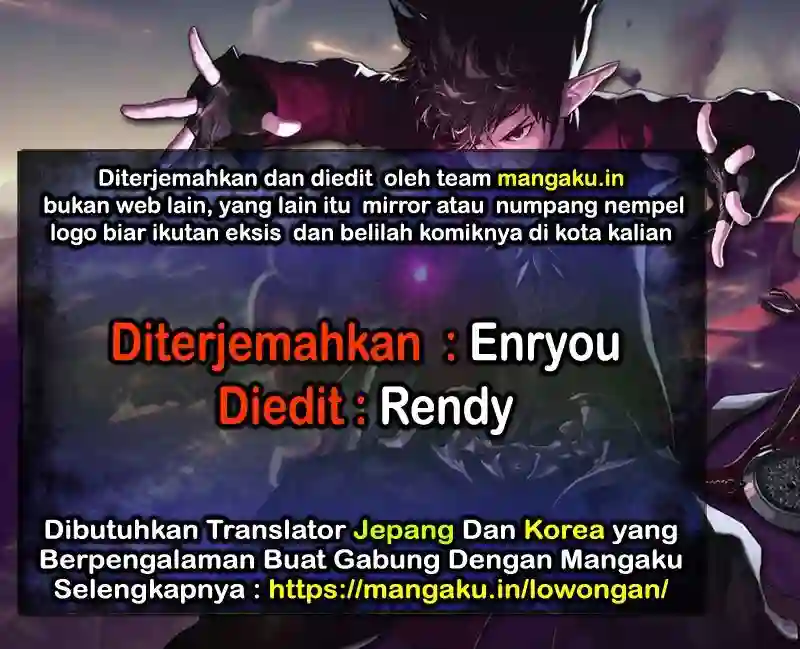 Diterjemahkan dan diedit oleh team mangaku.in
bukan web lain, yang lain itu mirror atau numpang nempel
logo biar ikutan eksis dan belilah komiknya di kota kalian
Diterjemahkan : Enryou
Diedit : Rendy
Dibutuhkan Translator Jepang Dan Korea yang
Berpengalaman Buat Gabung Dengan Mangaku
Selengkapnya : https://mangaku.in/lowongan/